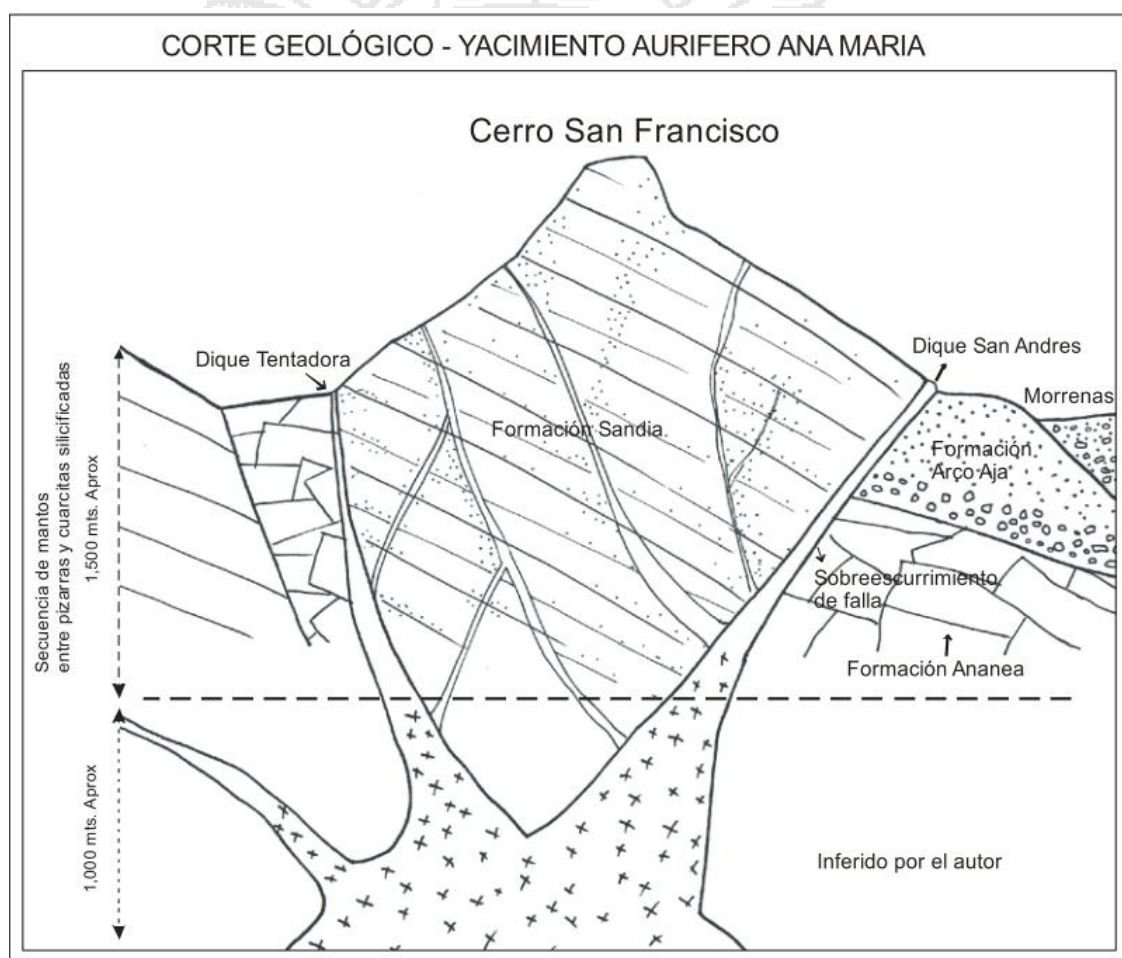 CORTE GEOLÓGICO - YACIMIENTO AURIFERO ANA MARIA
Cerro San Francisco
Dique Tentadora
Dique San Andres
Morrenas
Formación Sandia
Formación
Arco Aja
Sobreescurrimiento
de falla
Formación Ananea
Secuencia de mantos
entre pizarras y cuarcitas silicificadas
1,500 mts. Aprox
1,000 mts. Aprox
Inferido por el autor